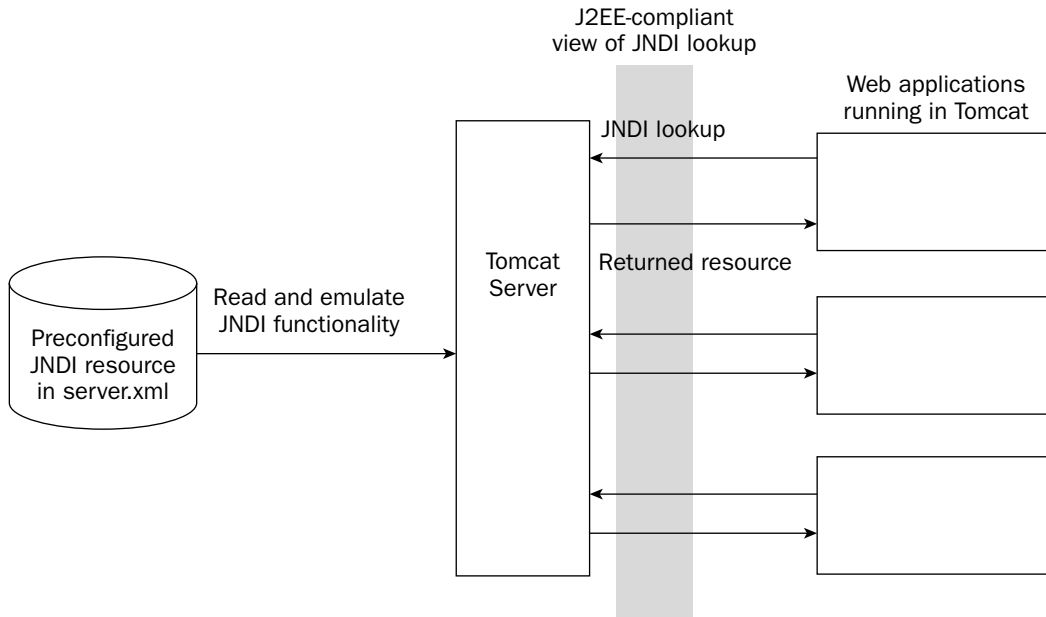 J2EE-compliant
view of JNDI lookup
Web applications
running in Tomcat
JNDI lookup
Tomcat
Server
Returned resource
Read and emulate
JNDI functionality
Preconfigured
JNDI resource
in server.xml